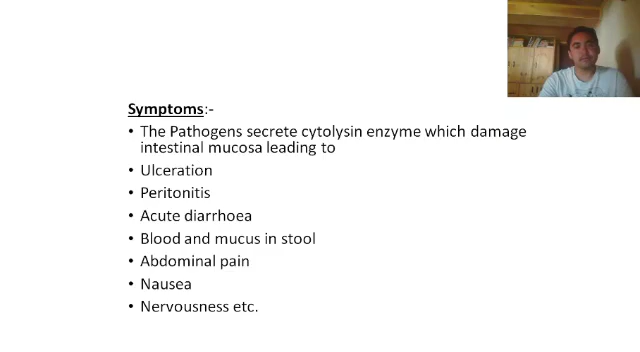 Symptoms:-
• The Pathogens secrete cytolysin enzyme which damage
intestinal mucosa leading to
• Ulceration
• Peritonitis
• Acute diarrhoea
• Blood and mucus in stool
• Abdominal pain
• Nausea
• Nervousness etc.